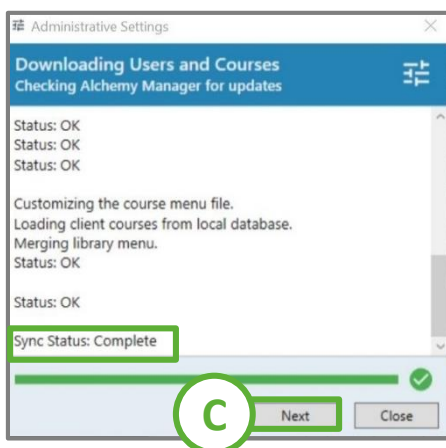 Administrative Settings
Downloading Users and Courses
Checking Alchemy Manager for updates
Status: OK
Status: OK
Status: OK
Customizing the course menu file.
Loading client courses from local database.
Merging library menu.
Status: OK
Status: OK
Sync Status: Complete
C
Next
Close